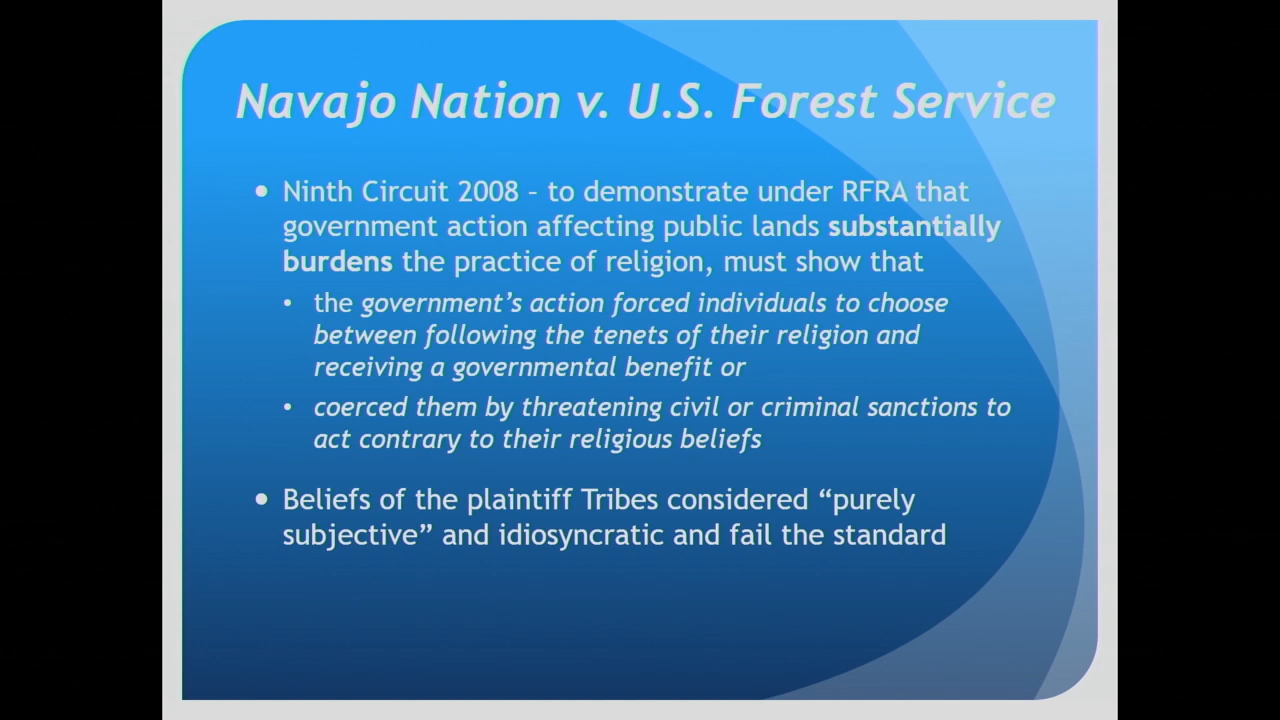 Navajo Nation v. U.S. Forest Service
• Ninth Circuit 2008 – to demonstrate under RFRA that
government action affecting public lands substantially
burdens the practice of religion, must show that
• the government’s action forced individuals to choose
between following the tenets of their religion and
receiving a governmental benefit or
• coerced them by threatening civil or criminal sanctions to
act contrary to their religious beliefs
• Beliefs of the plaintiff Tribes considered “purely
subjective” and idiosyncratic and fail the standard